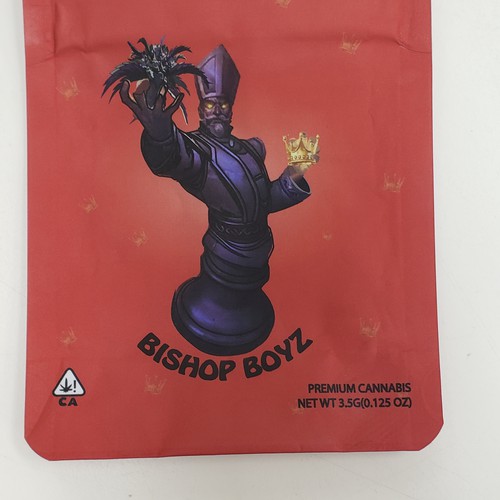 BISHOP BOYZ
!
CA
PREMIUM CANNABIS
NET WT 3.5G(0.125 OZ)